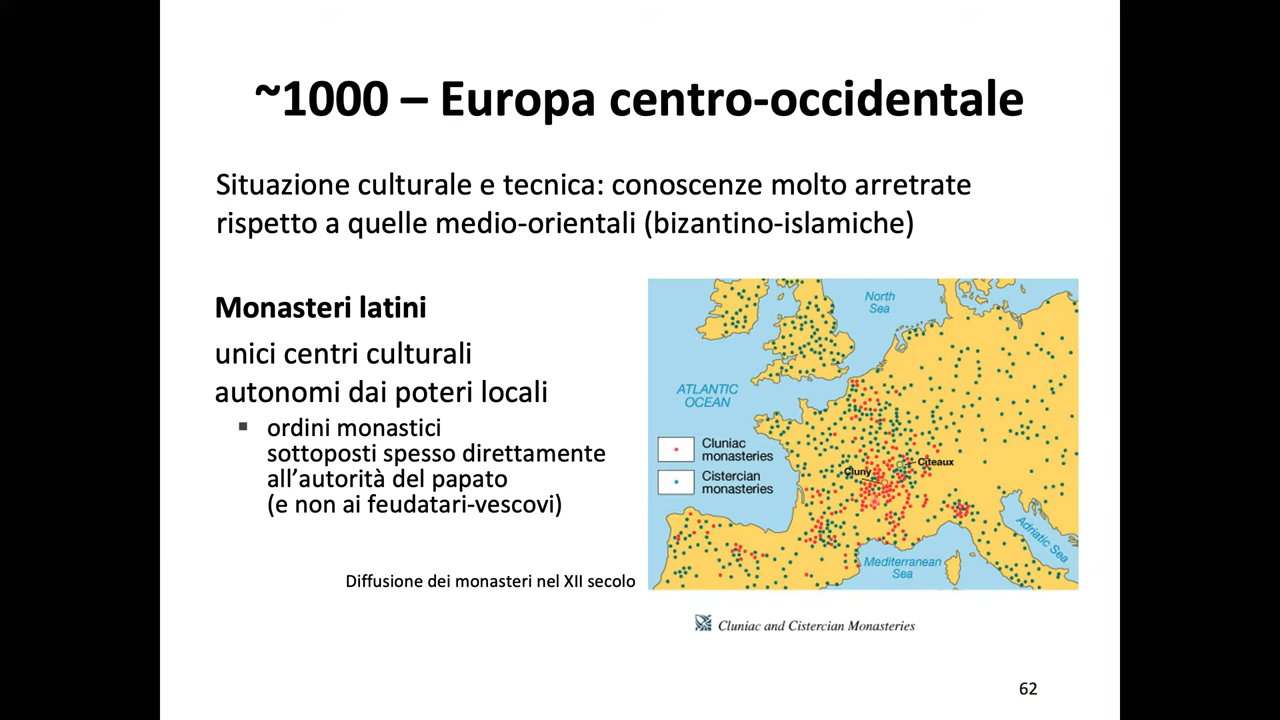 ~1000 – Europa centro-occidentale
Situazione culturale e tecnica: conoscenze molto arretrate
rispetto a quelle medio-orientali (bizantino-islamiche)
Monasteri latini
unici centri culturali
autonomi dai poteri locali
▪ ordini monastici
sottoposti spesso direttamente
all’autorità del papato
(e non ai feudatari-vescovi)
Diffusione dei monasteri nel XII secolo
North
Sea
ATLANTIC
OCEAN
Cluniac
monasteries
Cistercian
monasteries
Cîteaux
Cluny
Adriatic Sea
Mediterranean
Sea
Cluniac and Cistercian Monasteries
62